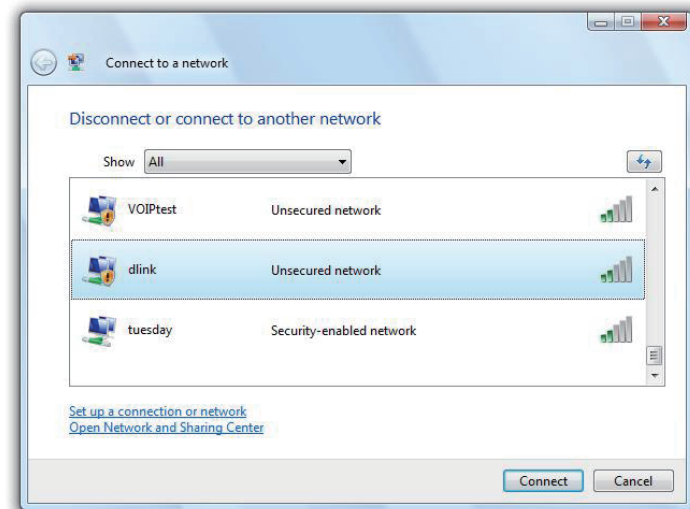 Connect to a network
Disconnect or connect to another network
Show All
VOIPtest Unsecured network
dlink Unsecured network
tuesday Security-enabled network
Set up a connection or network
Open Network and Sharing Center
Connect Cancel